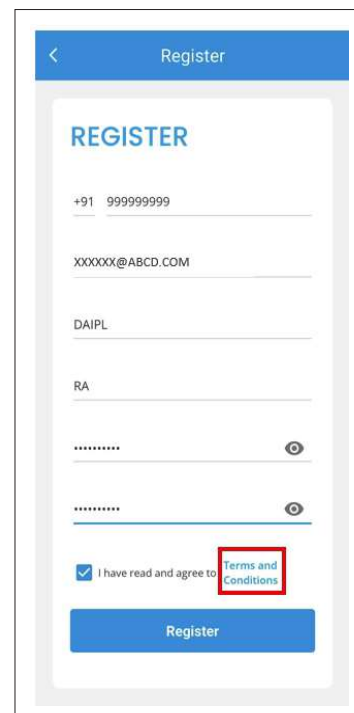 Register
REGISTER
+91 999999999
XXXXXX@ABCD.COM
DAIPL
RA
••••••••••
••••••••••
I have read and agree to Terms and
Conditions
Register